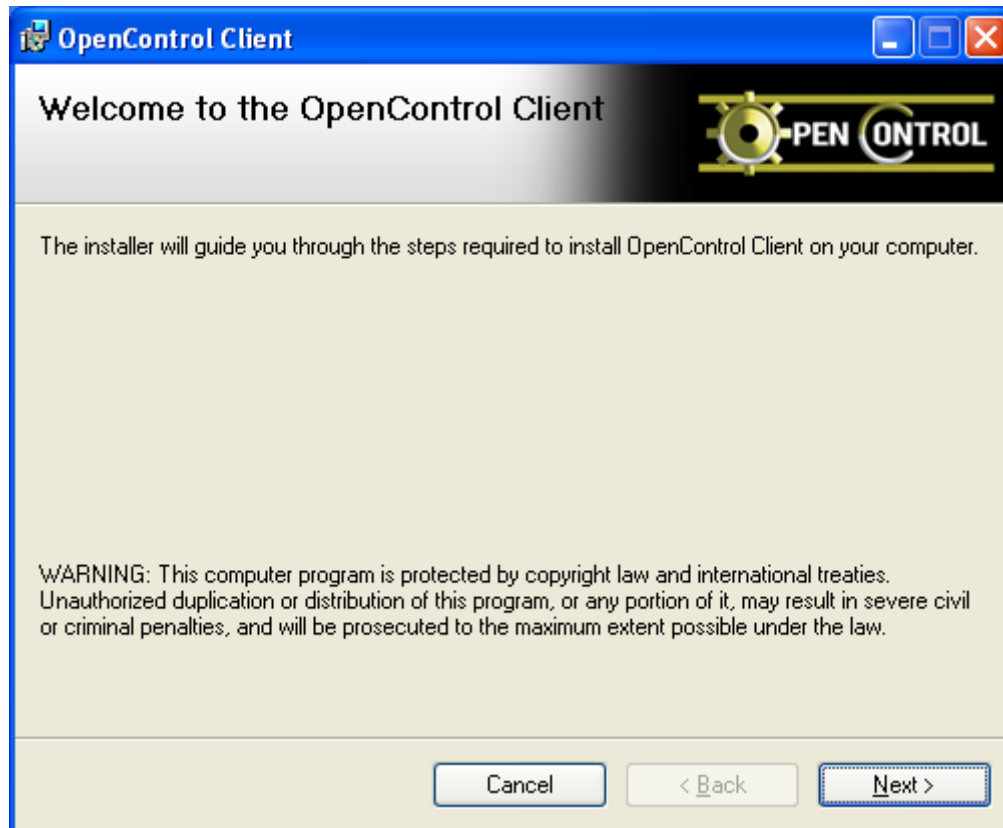 OpenControl Client
Welcome to the OpenControl Client
PEN CONTROL
The installer will guide you through the steps required to install OpenControl Client on your computer.
WARNING: This computer program is protected by copyright law and international treaties.
Unauthorized duplication or distribution of this program, or any portion of it, may result in severe civil
or criminal penalties, and will be prosecuted to the maximum extent possible under the law.
Cancel
< Back
Next >